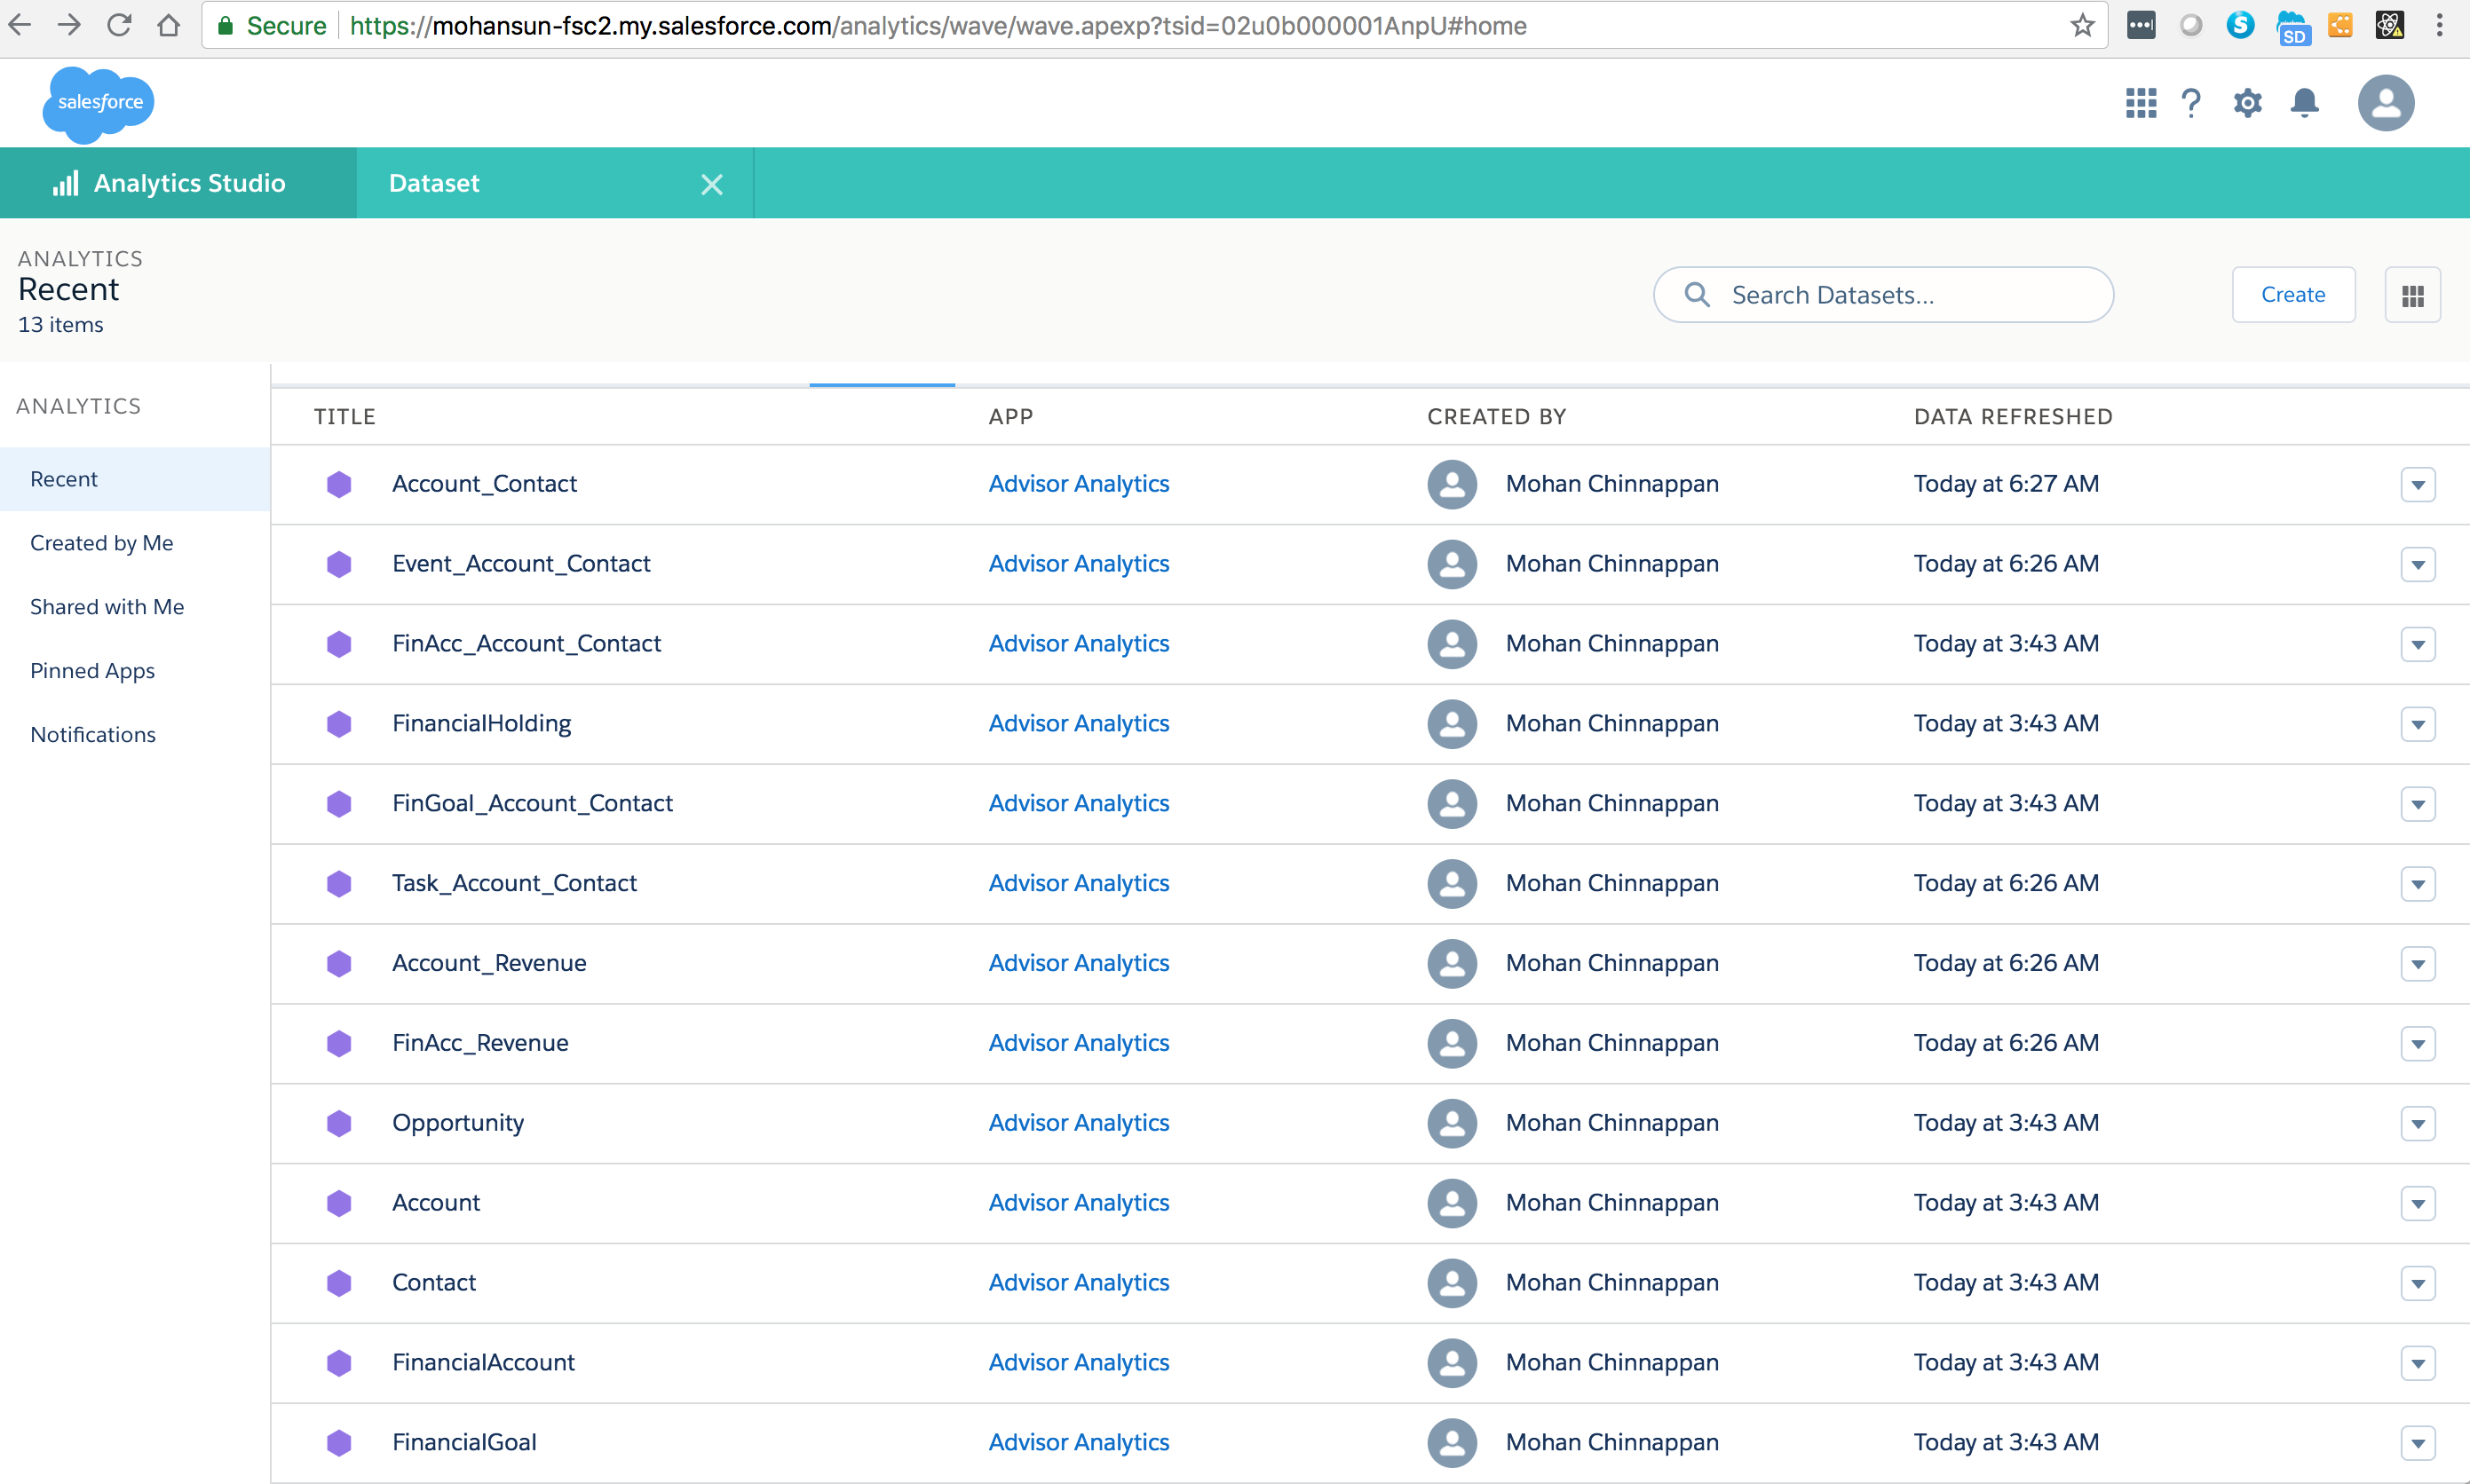 Secure https://mohansun-fsc2.my.salesforce.com/analytics/wave/wave.apexp?tsid=02u0b000001AnpU#home
SD
salesforce
Analytics Studio Dataset
ANALYTICS
Recent
13 items
Search Datasets...
Create
ANALYTICS
Recent
Created by Me
Shared with Me
Pinned Apps
Notifications
TITLE APP CREATED BY DATA REFRESHED
Account_Contact Advisor Analytics Mohan Chinnappan Today at 6:27 AM
Event_Account_Contact Advisor Analytics Mohan Chinnappan Today at 6:26 AM
FinAcc_Account_Contact Advisor Analytics Mohan Chinnappan Today at 3:43 AM
FinancialHolding Advisor Analytics Mohan Chinnappan Today at 3:43 AM
FinGoal_Account_Contact Advisor Analytics Mohan Chinnappan Today at 3:43 AM
Task_Account_Contact Advisor Analytics Mohan Chinnappan Today at 6:26 AM
Account_Revenue Advisor Analytics Mohan Chinnappan Today at 6:26 AM
FinAcc_Revenue Advisor Analytics Mohan Chinnappan Today at 6:26 AM
Opportunity Advisor Analytics Mohan Chinnappan Today at 3:43 AM
Account Advisor Analytics Mohan Chinnappan Today at 3:43 AM
Contact Advisor Analytics Mohan Chinnappan Today at 3:43 AM
FinancialAccount Advisor Analytics Mohan Chinnappan Today at 3:43 AM
FinancialGoal Advisor Analytics Mohan Chinnappan Today at 3:43 AM